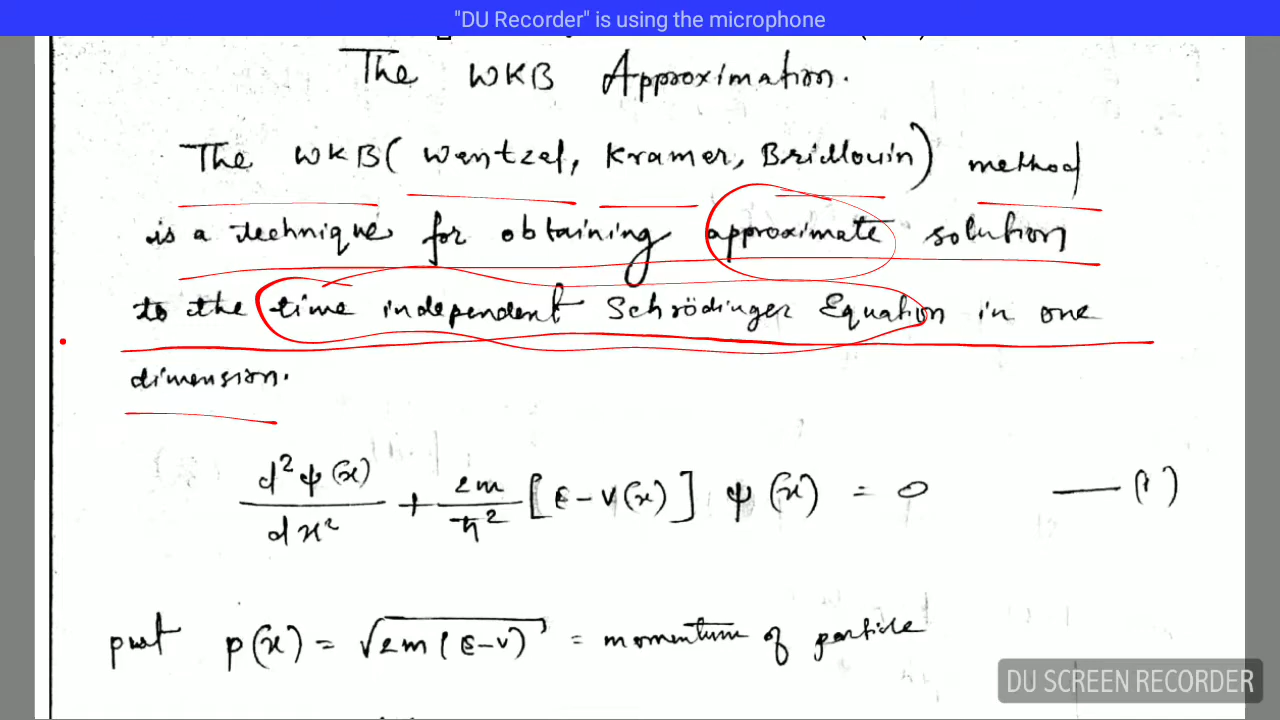 "DU Recorder" is using the microphone
The WKB Approximation.
The WKB( Wentzel, Kramer, Brillouin) method
is a technique for obtaining approximate solution
to the time independent Schrödinger Equation in one
dimension.
d²ψ(x)/dx² + 2m/ħ² [E-V(x)] ψ(x) = 0 —(1)
put p(x) = √2m(E-V) = momentum of particle
DU SCREEN RECORDER